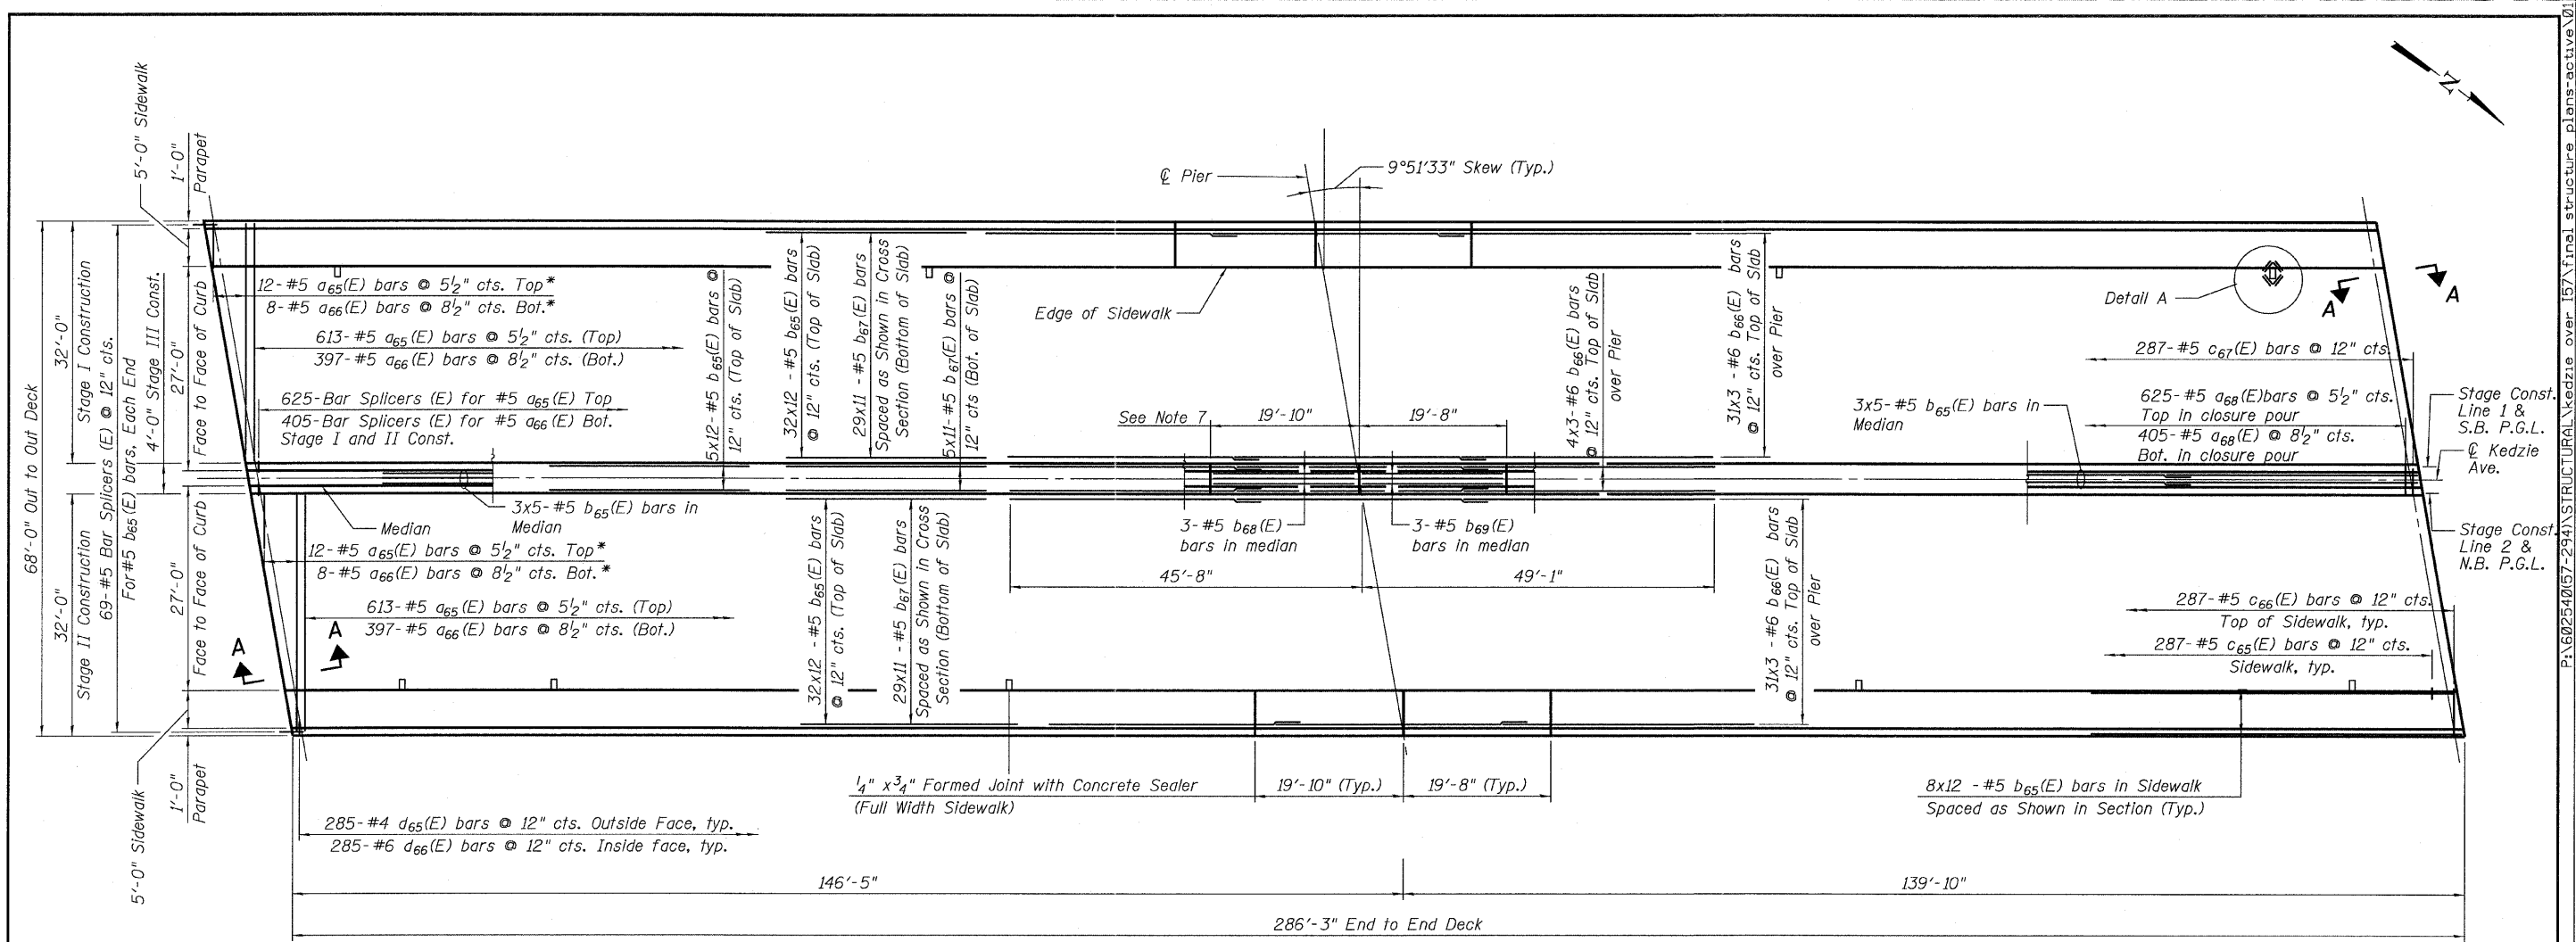 P:\602540(57-294)\STRUCTURAL\kedzie over I57\final structure plans-active\01
N
5'-0" Sidewalk
1'-0"
Parapet
68'-0" Out to Out Deck
32'-0"
Stage I Construction
69-#5 Bar Splicers (E) @ 12" cts.
For #5 b65(E) bars, Each End
4'-0" Stage III Const.
27'-0"
Face to Face of Curb
32'-0"
Stage II Construction
27'-0"
Face to Face of Curb
5'-0" Sidewalk
1'-0"
Parapet
12-#5 a65(E) bars @ 5½" cts. Top*
8-#5 a66(E) bars @ 8½" cts. Bot.*
613-#5 a65(E) bars @ 5½" cts. (Top)
397-#5 a66(E) bars @ 8½" cts. (Bot.)
625-Bar Splicers (E) for #5 a65(E) Top
405-Bar Splicers (E) for #5 a66(E) Bot.
Stage I and II Const.
5x12-#5 b65(E) bars @
12" cts. (Top of Slab)
32x12 - #5 b65(E) bars
@ 12" cts. (Top of Slab)
29x11 - #5 b67(E) bars
Spaced as Shown in Cross
Section (Bottom of Slab)
5x11-#5 b67(E) bars @
12" cts (Bot. of Slab)
₵ Pier
9°51'33" Skew (Typ.)
Edge of Sidewalk
See Note 7
19'-10"
19'-8"
4x3-#6 b66(E) bars
@ 12" cts. Top of Slab
over Pier
31x3 - #6 b66(E) bars
@ 12" cts. Top of Slab
over Pier
Detail A
A
A
287-#5 c67(E) bars @ 12" cts.
625-#5 a68(E)bars @ 5½" cts.
Top in closure pour
405-#5 a68(E) @ 8½" cts.
Bot. in closure pour
3x5-#5 b65(E) bars in
Median
Stage Const.
Line 1 &
S.B. P.G.L.
₵ Kedzie
Ave.
Stage Const.
Line 2 &
N.B. P.G.L.
3x5-#5 b65(E) bars in
Median
Median
12-#5 a65(E) bars @ 5½" cts. Top*
8-#5 a66(E) bars @ 8½" cts. Bot.*
613-#5 a65(E) bars @ 5½" cts. (Top)
397-#5 a66(E) bars @ 8½" cts. (Bot.)
A
A
32x12 - #5 b65(E) bars
@ 12" cts. (Top of Slab)
29x11 - #5 b67(E) bars
Spaced as Shown in Cross
Section (Bottom of Slab)
3-#5 b68(E)
bars in median
3-#5 b69(E)
bars in median
45'-8"
49'-1"
31x3 - #6 b66(E) bars
@ 12" cts. Top of Slab
over Pier
287-#5 c66(E) bars @ 12" cts.
Top of Sidewalk, typ.
287-#5 c65(E) bars @ 12" cts.
Sidewalk, typ.
¼" x¾" Formed Joint with Concrete Sealer
(Full Width Sidewalk)
19'-10" (Typ.)
19'-8" (Typ.)
8x12 - #5 b65(E) bars in Sidewalk
Spaced as Shown in Section (Typ.)
285-#4 d65(E) bars @ 12" cts. Outside Face, typ.
285-#6 d66(E) bars @ 12" cts. Inside face, typ.
146'-5"
139'-10"
286'-3" End to End Deck